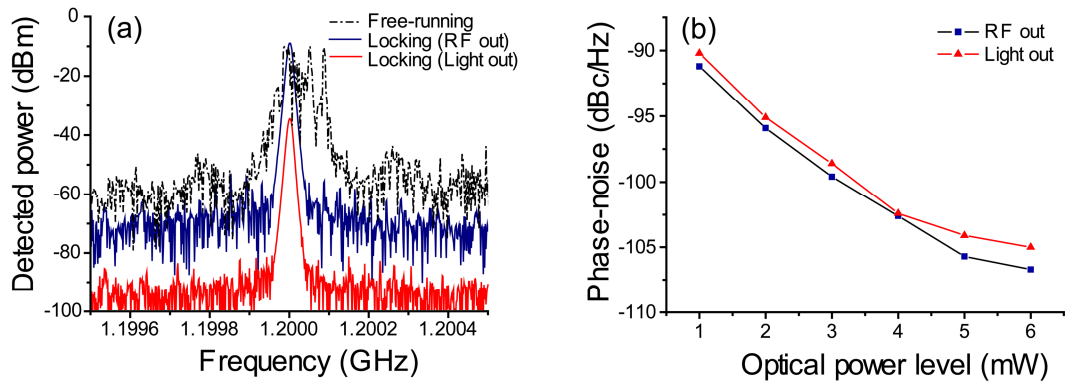 (a)
Free-running
Locking (RF out)
Locking (Light out)
Detected power (dBm)
0
-20
-40
-60
-80
-100
1.1996
1.1998
1.2000
1.2002
1.2004
Frequency (GHz)
(b)
RF out
Light out
Phase-noise (dBc/Hz)
-90
-95
-100
-105
-110
1 2 3 4 5 6
Optical power level (mW)